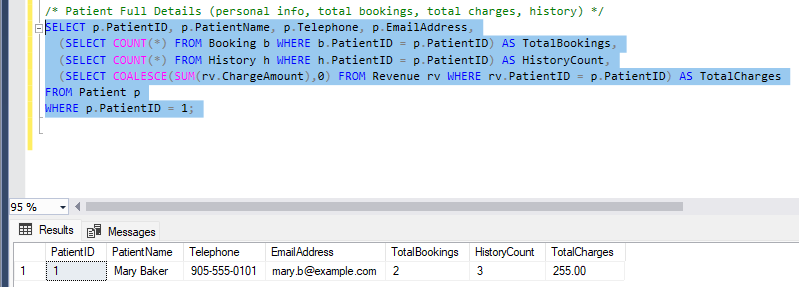 /* Patient Full Details (personal info, total bookings, total charges, history) */
SELECT p.PatientID, p.PatientName, p.Telephone, p.EmailAddress,
(SELECT COUNT(*) FROM Booking b WHERE b.PatientID = p.PatientID) AS TotalBookings,
(SELECT COUNT(*) FROM History h WHERE h.PatientID = p.PatientID) AS HistoryCount,
(SELECT COALESCE(SUM(rv.ChargeAmount),0) FROM Revenue rv WHERE rv.PatientID = p.PatientID) AS TotalCharges
FROM Patient p
WHERE p.PatientID = 1;
95 %
Results Messages
PatientID PatientName Telephone EmailAddress TotalBookings HistoryCount TotalCharges
1 1 Mary Baker 905-555-0101 mary.b@example.com 2 3 255.00